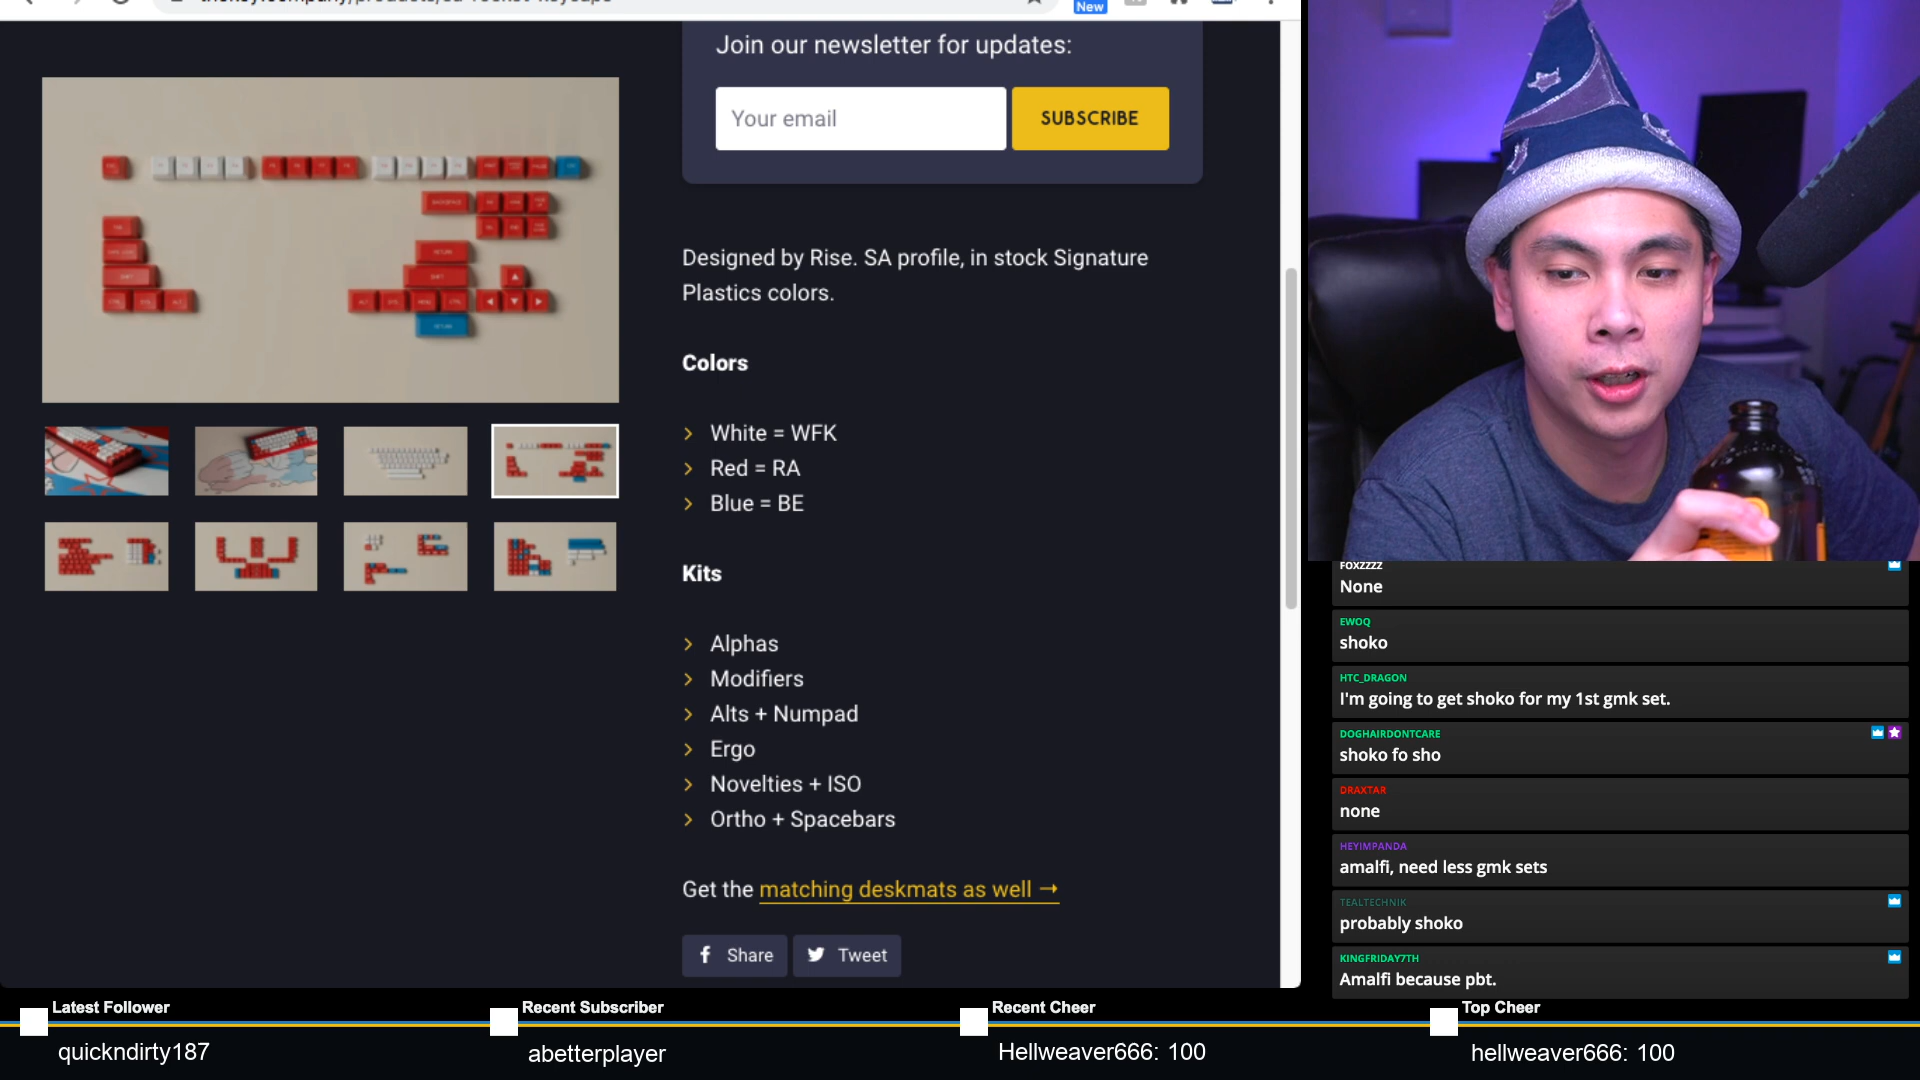 New
Join our newsletter for updates:
Your email
SUBSCRIBE
Designed by Rise. SA profile, in stock Signature
Plastics colors.
Colors
White = WFK
Red = RA
Blue = BE
Kits
Alphas
Modifiers
Alts + Numpad
Ergo
Novelties + ISO
Ortho + Spacebars
Get the matching deskmats as well →
Share
Tweet
FOXZZZZ
None
EWOQ
shoko
HTC_DRAGON
I'm going to get shoko for my 1st gmk set.
DOGHAIRDONTCARE
shoko fo sho
DRAXTAR
none
HEYIMPANDA
amalfi, need less gmk sets
TEALTECHNIK
probably shoko
KINGFRIDAY7TH
Amalfi because pbt.
Latest Follower
quickndirty187
Recent Subscriber
abetterplayer
Recent Cheer
Hellweaver666: 100
Top Cheer
hellweaver666: 100